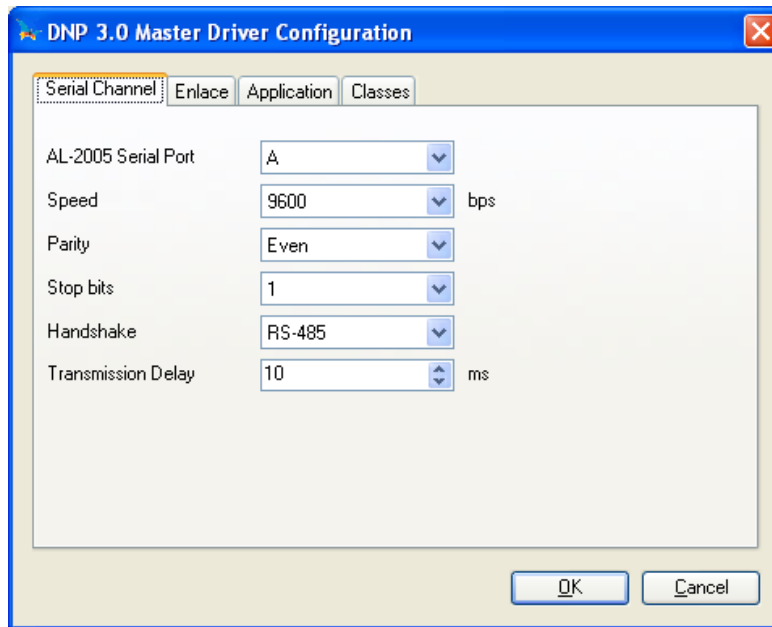 DNP 3.0 Master Driver Configuration
Serial Channel Enlace Application Classes
AL-2005 Serial Port A
Speed 9600 bps
Parity Even
Stop bits 1
Handshake RS-485
Transmission Delay 10 ms
OK Cancel